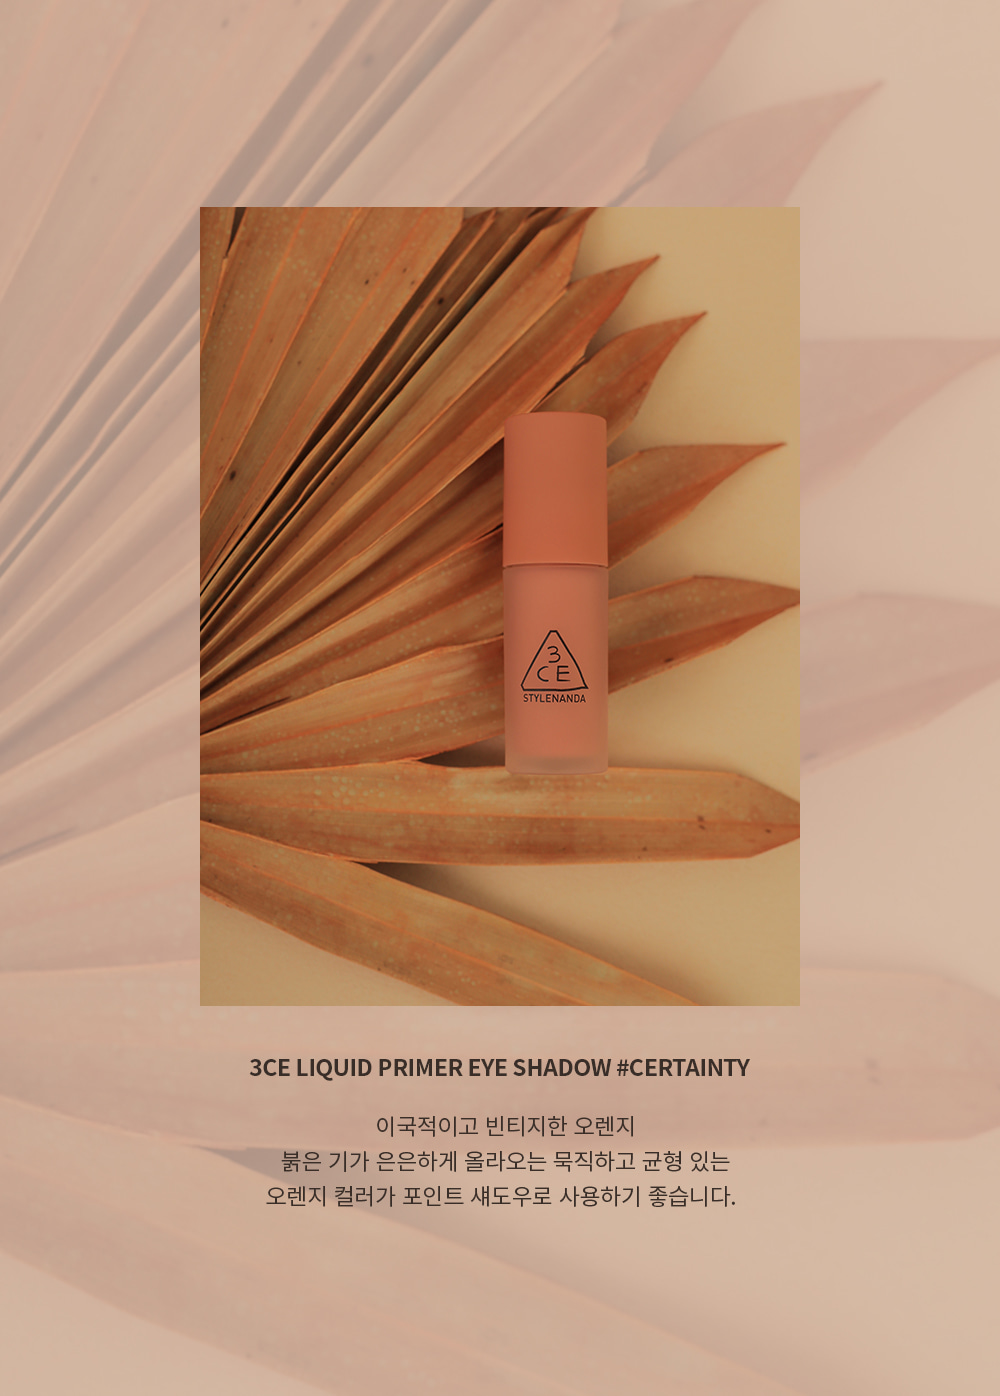 3
CE
STYLENANDA
3CE LIQUID PRIMER EYE SHADOW #CERTAINTY
이국적이고 빈티지한 오렌지
붉은 기가 은은하게 올라오는 묵직하고 균형 있는
오렌지 컬러가 포인트 섀도우로 사용하기 좋습니다.